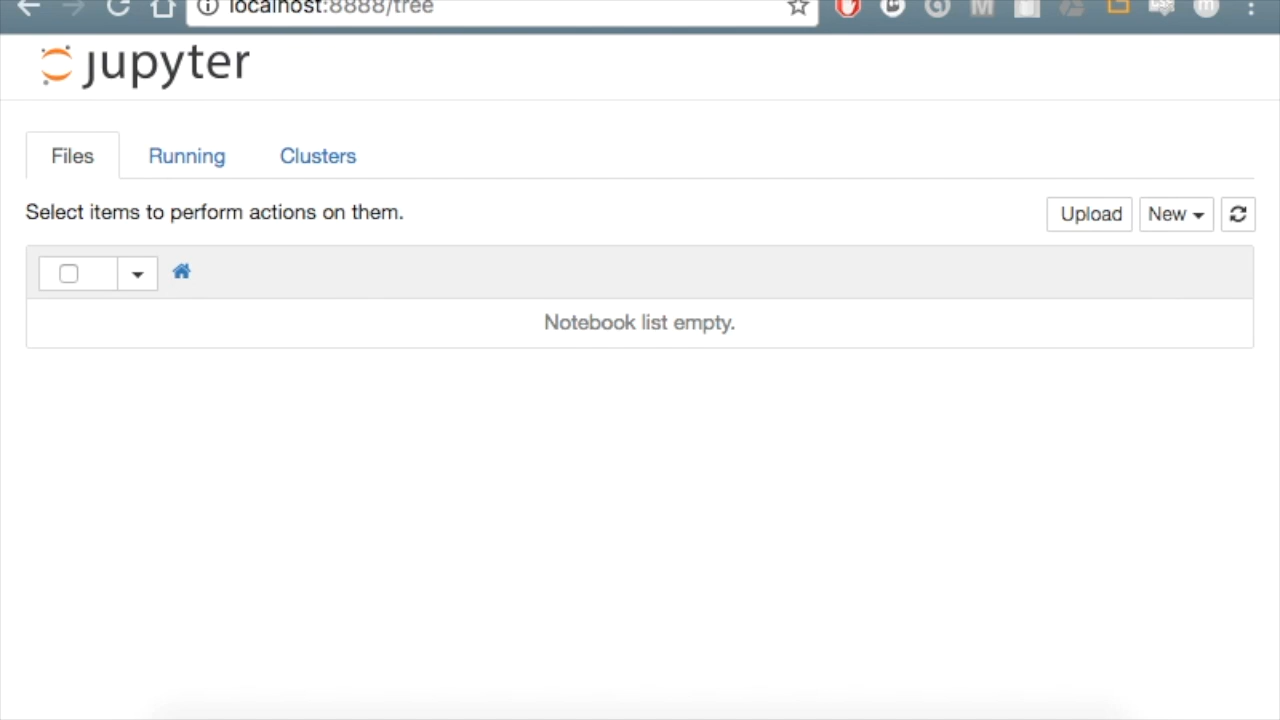 localhost:8888/tree
jupyter
Files Running Clusters
Select items to perform actions on them.
Upload New
Notebook list empty.